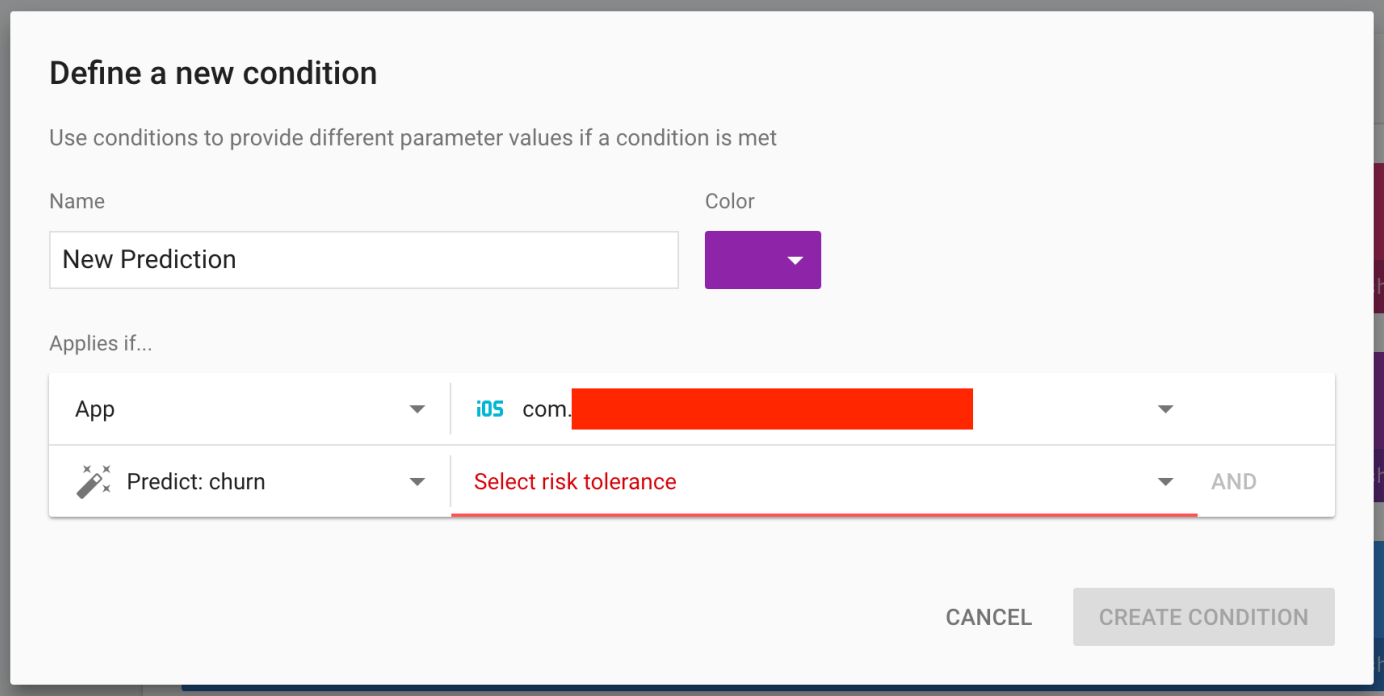 Define a new condition
Use conditions to provide different parameter values if a condition is met
Name
Color
New Prediction
Applies if...
App
iOS com.
Predict: churn
Select risk tolerance
AND
CANCEL
CREATE CONDITION